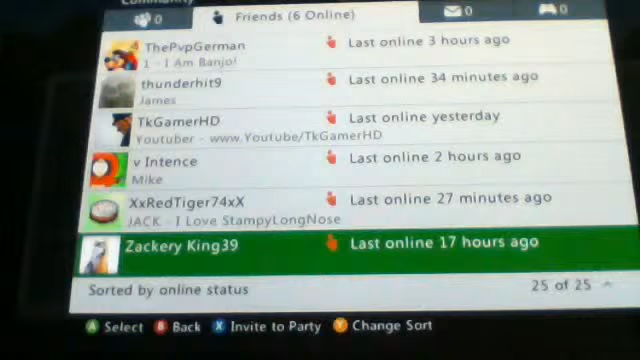 Community
0
Friends (6 Online)
0
0
ThePvpGerman
Last online 3 hours ago
1 - I Am Banjo!
thunderhit9
Last online 34 minutes ago
James
TkGamerHD
Last online yesterday
Youtuber - www.Youtube/TkGamerHD
v Intence
Last online 2 hours ago
Mike
XxRedTiger74xX
Last online 27 minutes ago
JACK - I Love StampyLongNose
Zackery King39
Last online 17 hours ago
Sorted by online status
25 of 25
A Select B Back X Invite to Party Y Change Sort